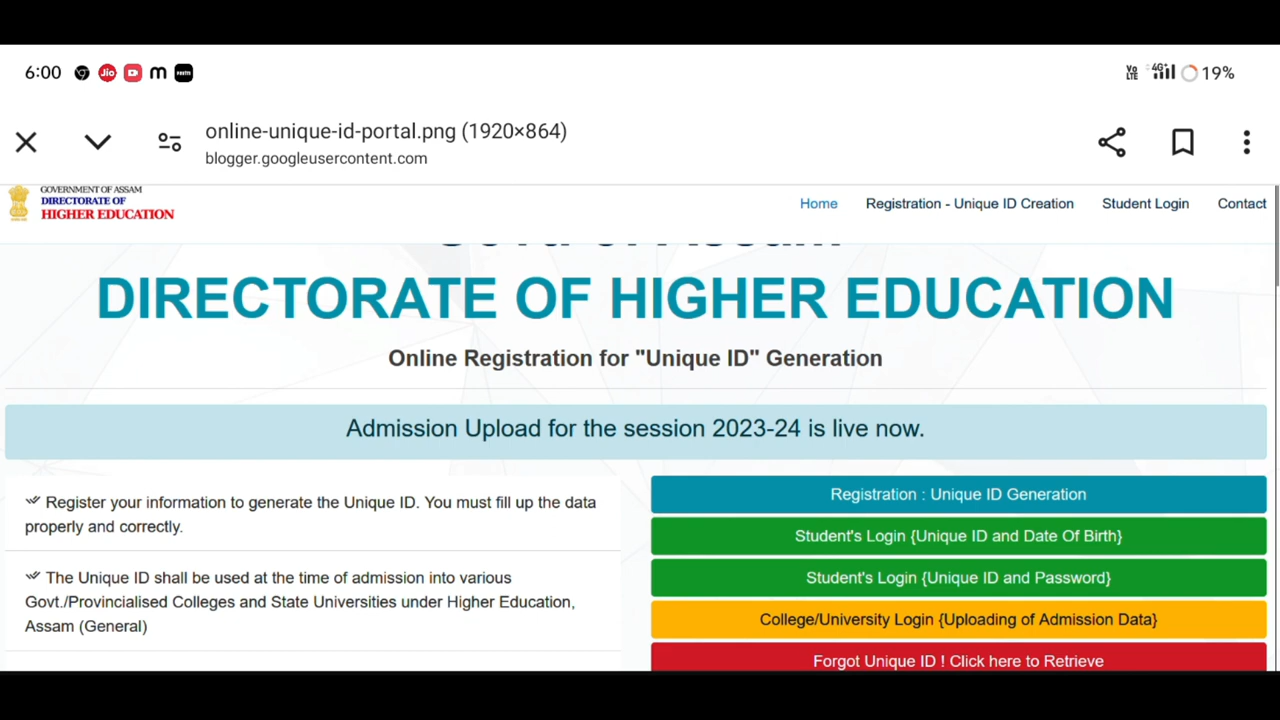 6:00
m
19%
online-unique-id-portal.png (1920×864)
blogger.googleusercontent.com
GOVERNMENT OF ASSAM
DIRECTORATE OF
HIGHER EDUCATION
Home
Registration - Unique ID Creation
Student Login
Contact
DIRECTORATE OF HIGHER EDUCATION
Online Registration for "Unique ID" Generation
Admission Upload for the session 2023-24 is live now.
Register your information to generate the Unique ID. You must fill up the data
properly and correctly.
The Unique ID shall be used at the time of admission into various
Govt./Provincialised Colleges and State Universities under Higher Education,
Assam (General)
Registration : Unique ID Generation
Student's Login {Unique ID and Date Of Birth}
Student's Login {Unique ID and Password}
College/University Login {Uploading of Admission Data}
Forgot Unique ID ! Click here to Retrieve